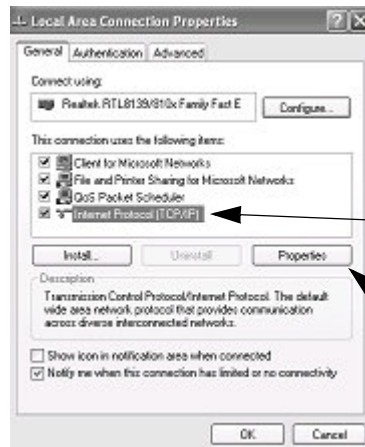 Local Area Connection Properties
General Authentication Advanced
Connect using:
Realtek RTL8139/810x Family Fast E
Configure...
This connection uses the following items:
Client for Microsoft Networks
File and Printer Sharing for Microsoft Networks
QoS Packet Scheduler
Internet Protocol (TCP/IP)
Install... Uninstall Properties
Description
Transmission Control Protocol/Internet Protocol. The default
wide area network protocol that provides communication
across diverse interconnected networks.
Show icon in notification area when connected
Notify me when this connection has limited or no connectivity
OK Cancel